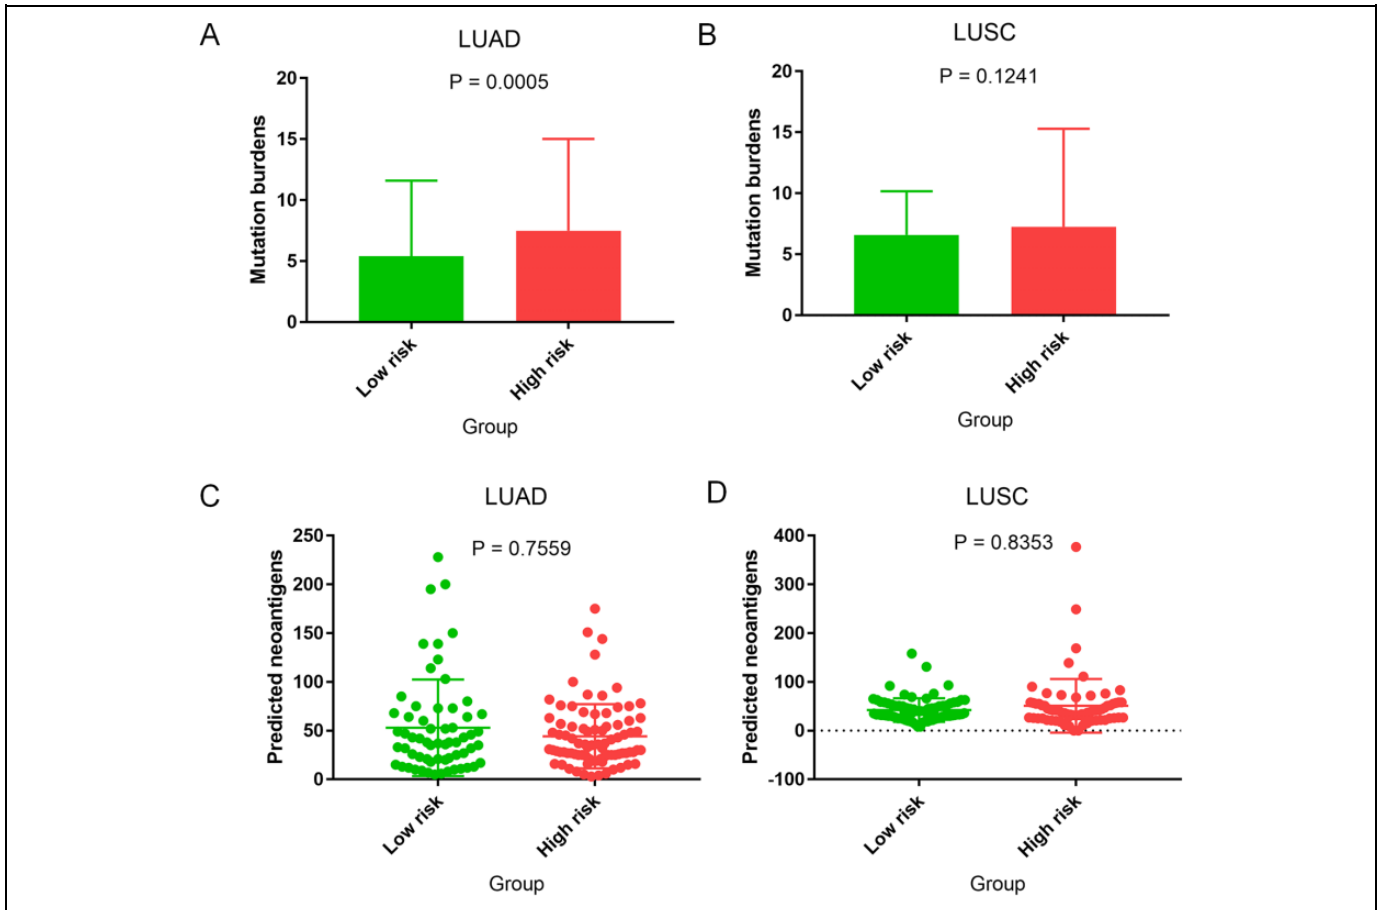 A
LUAD
P = 0.0005
20
15
10
5
0
Mutation burdens
Low risk
High risk
Group
B
LUSC
P = 0.1241
20
15
10
5
0
Mutation burdens
Low risk
High risk
Group
C
LUAD
P = 0.7559
250
200
150
100
50
0
Predicted neoantigens
Low risk
High risk
Group
D
LUSC
P = 0.8353
400
300
200
100
0
-100
Predicted neoantigens
Low risk
High risk
Group